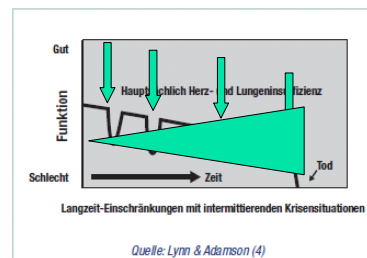 Gut
Hauptsächlich Herz- und Lungeninsuffizienz
Funktion
Tod
Schlecht
Zeit
Langzeit-Einschränkungen mit intermittierenden Krisensituationen
Quelle: Lynn & Adamson (4)